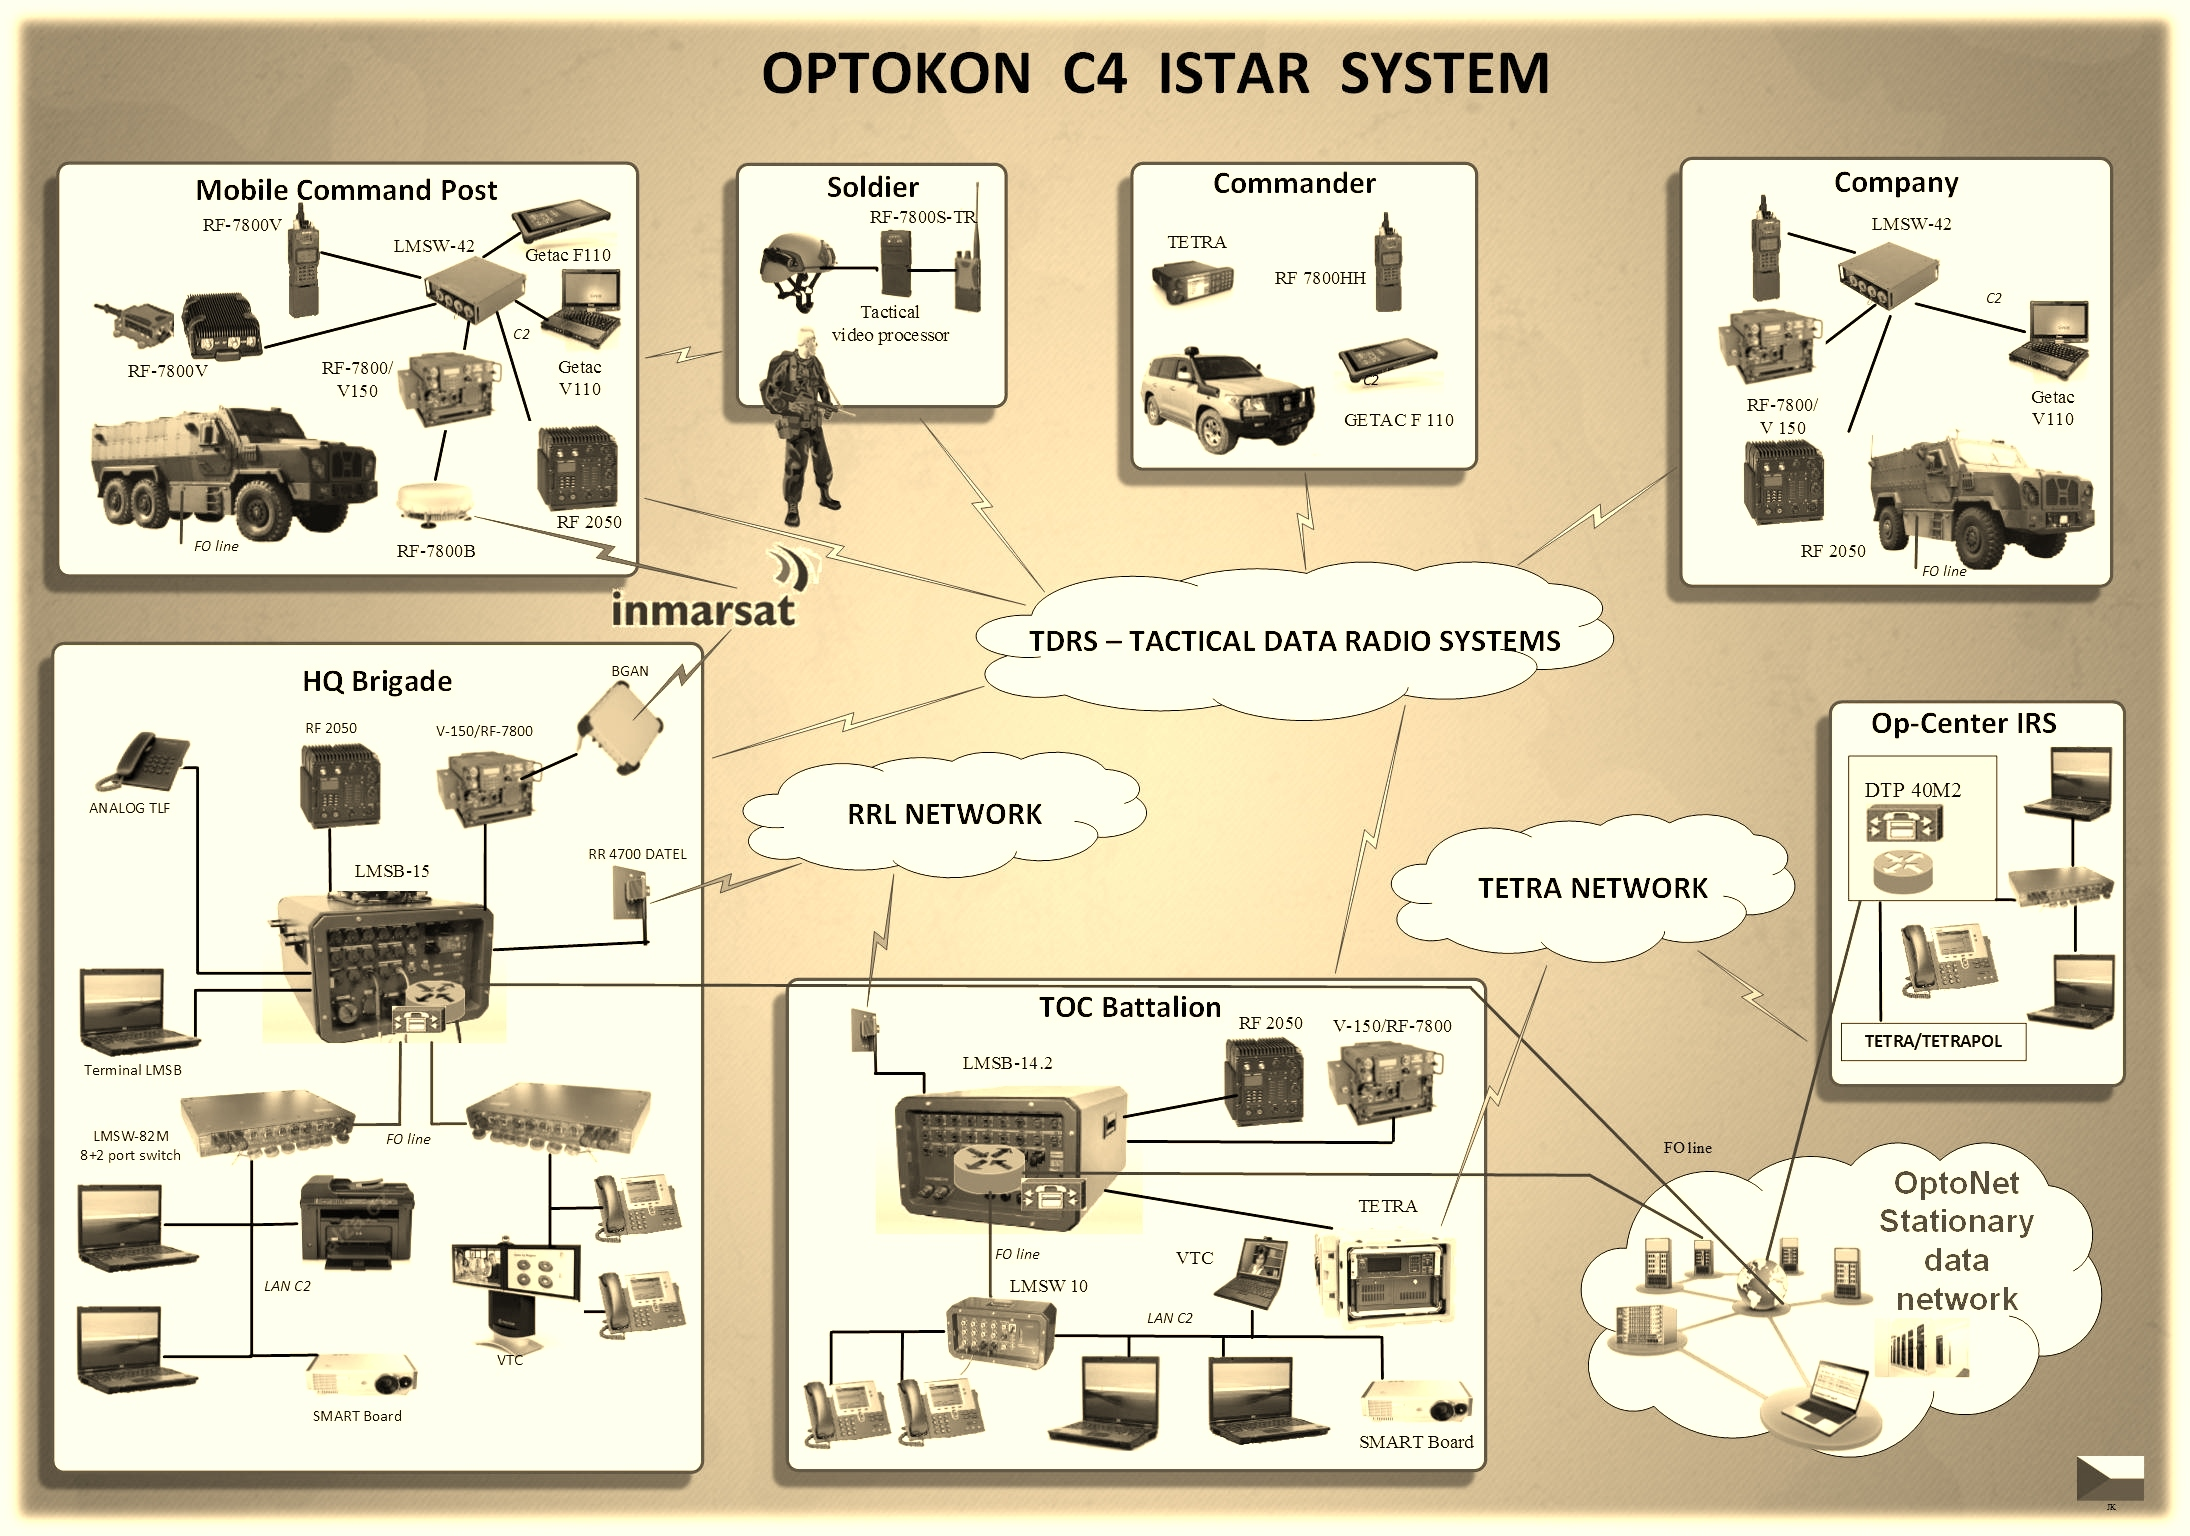 OPTOKON C4 ISTAR SYSTEM
Mobile Command Post
RF-7800V
LMSW-42
Getac F110
C2
RF-7800V
RF-7800/
V150
Getac
V110
RF 2050
FO line
RF-7800B
Soldier
RF-7800S-TR
Tactical
video processor
Commander
TETRA
RF 7800HH
C2
GETAC F 110
Company
LMSW-42
C2
RF-7800/
V 150
Getac
V110
RF 2050
FO line
inmarsat
TDRS – TACTICAL DATA RADIO SYSTEMS
HQ Brigade
BGAN
RF 2050
V-150/RF-7800
ANALOG TLF
RR 4700 DATEL
LMSB-15
Terminal LMSB
LMSW-82M
8+2 port switch
FO line
LAN C2
VTC
SMART Board
RRL NETWORK
TETRA NETWORK
Op-Center IRS
DTP 40M2
TETRA/TETRAPOL
TOC Battalion
RF 2050
V-150/RF-7800
LMSB-14.2
TETRA
FO line
VTC
LMSW 10
LAN C2
SMART Board
FO line
OptoNet
Stationary
data
network
JK